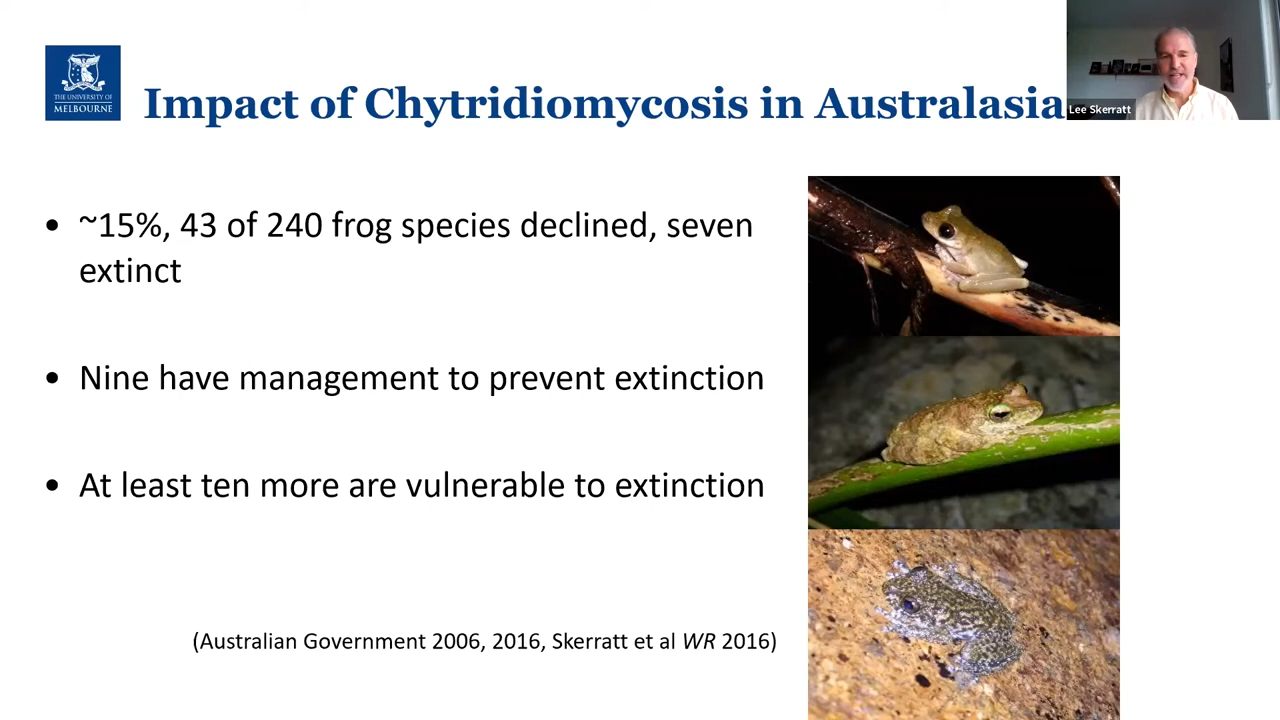 THE UNIVERSITY OF
MELBOURNE
Impact of Chytridiomycosis in Australasia
Lee Skerratt
• ~15%, 43 of 240 frog species declined, seven
extinct
• Nine have management to prevent extinction
• At least ten more are vulnerable to extinction
(Australian Government 2006, 2016, Skerratt et al WR 2016)